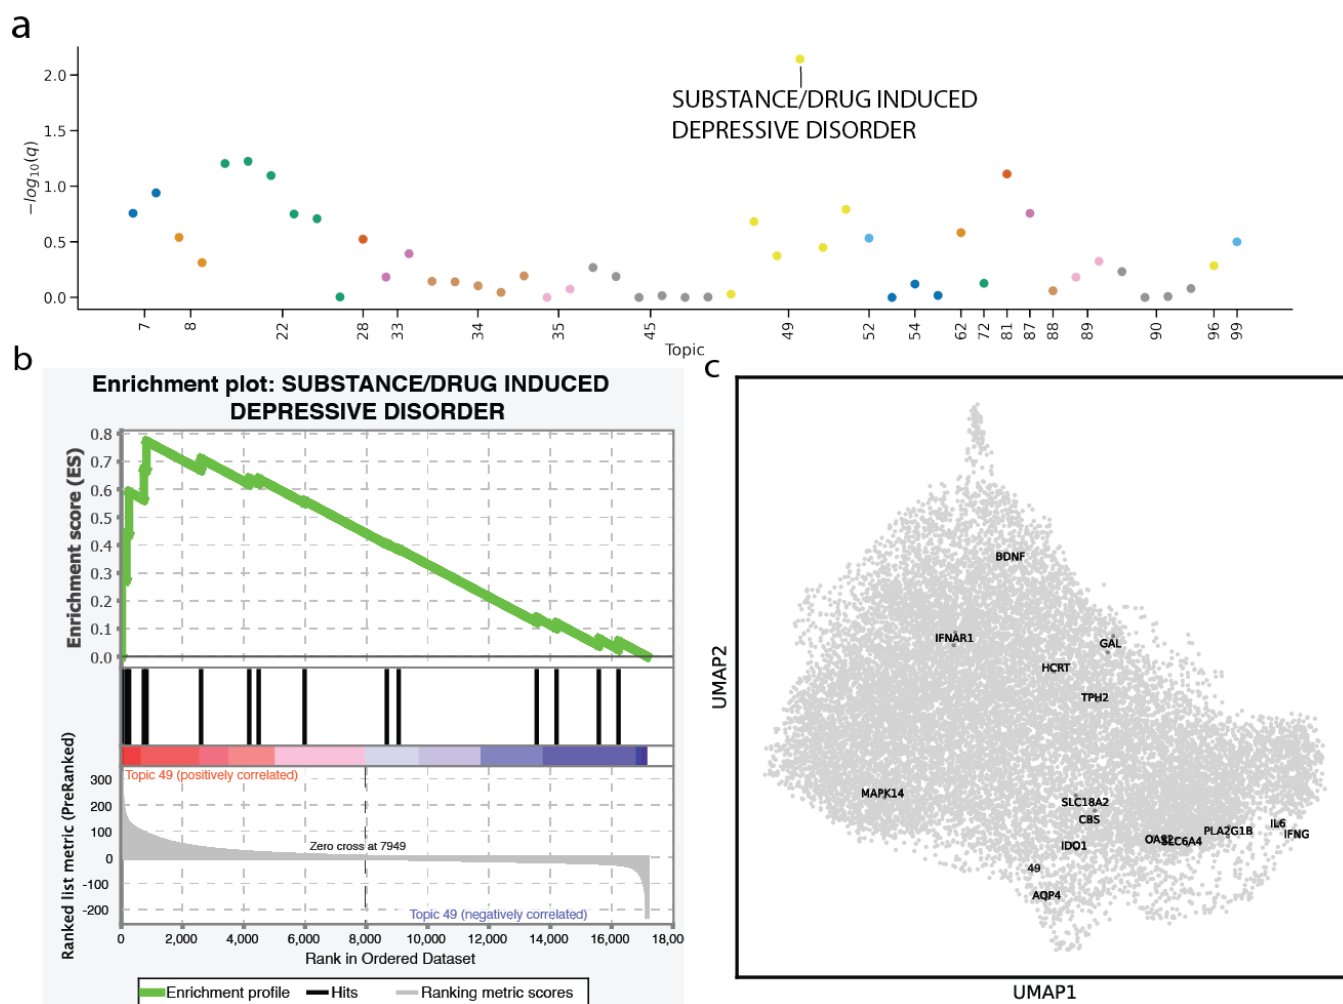 a
2.0
1.5
1.0
0.5
0.0
−log10(q)
SUBSTANCE/DRUG INDUCED
DEPRESSIVE DISORDER
7 8 22 28 33 34 35 45 49 52 54 62 72 81 87 88 89 90 96 99
Topic
b
Enrichment plot: SUBSTANCE/DRUG INDUCED
DEPRESSIVE DISORDER
0.8
0.7
0.6
0.5
0.4
0.3
0.2
0.1
0.0
Enrichment score (ES)
Topic 49 (positively correlated)
300
200
100
0
-100
-200
Ranked list metric (PreRanked)
Zero cross at 7949
Topic 49 (negatively correlated)
0 2,000 4,000 6,000 8,000 10,000 12,000 14,000 16,000 18,00
Rank in Ordered Dataset
Enrichment profile Hits Ranking metric scores
c
BDNF
IFNAR1
GAL
HCRT
TPH2
MAPK14
SLC18A2
CBS
IDO1
SLC6A4
PLA2G1B
IL6
IFNG
49
AQP4
UMAP2
UMAP1